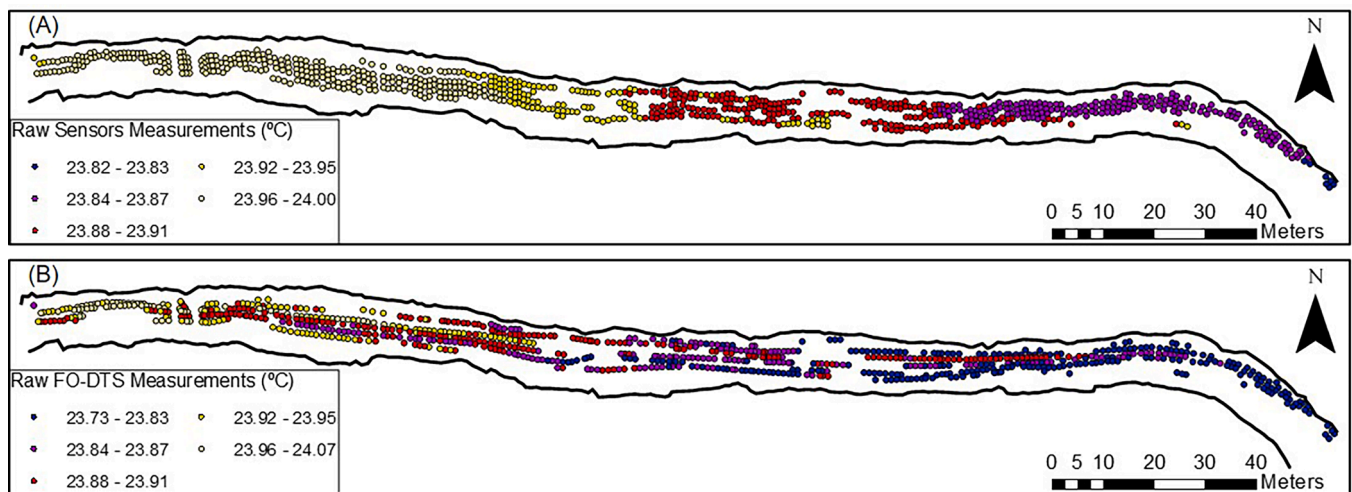 (A)
N
Raw Sensors Measurements (ºC)
23.82 - 23.83 23.92 - 23.95
23.84 - 23.87 23.96 - 24.00
23.88 - 23.91
0 5 10 20 30 40
Meters
(B)
N
Raw FO-DTS Measurements (ºC)
23.73 - 23.83 23.92 - 23.95
23.84 - 23.87 23.96 - 24.07
23.88 - 23.91
0 5 10 20 30 40
Meters